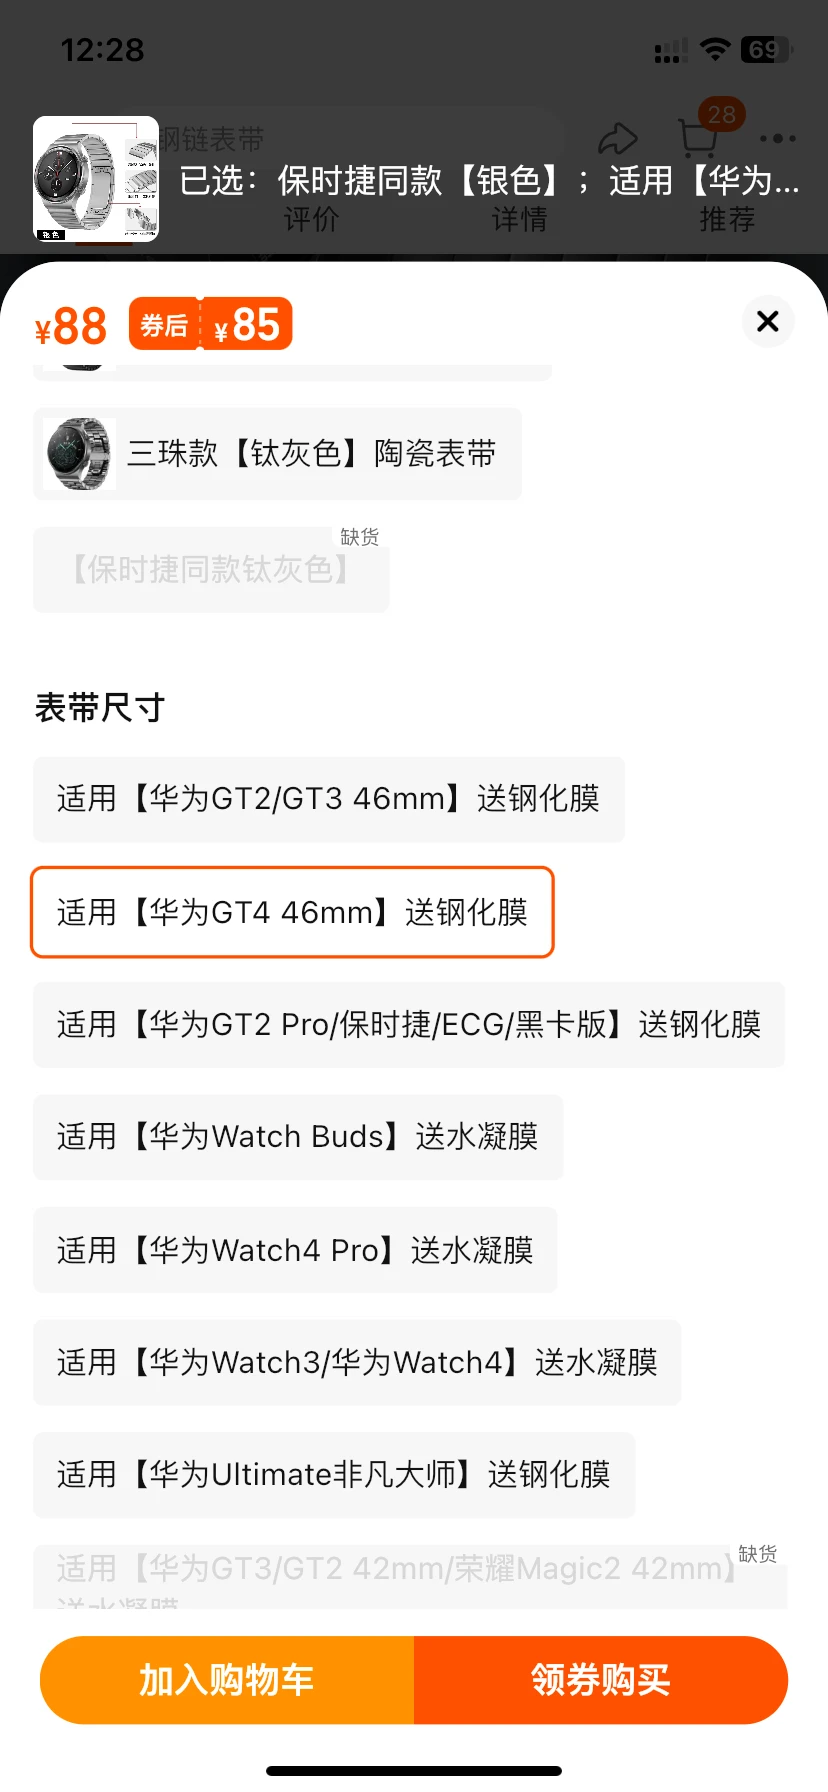 12:28
69
钢链表带
28
已选：保时捷同款【银色】；适用【华为...
评价
详情
推荐
银色
¥88
券后 ¥85
三珠款【钛灰色】陶瓷表带
缺货
【保时捷同款钛灰色】
表带尺寸
适用【华为GT2/GT3 46mm】送钢化膜
适用【华为GT4 46mm】送钢化膜
适用【华为GT2 Pro/保时捷/ECG/黑卡版】送钢化膜
适用【华为Watch Buds】送水凝膜
适用【华为Watch4 Pro】送水凝膜
适用【华为Watch3/华为Watch4】送水凝膜
适用【华为Ultimate非凡大师】送钢化膜
缺货
适用【华为GT3/GT2 42mm/荣耀Magic2 42mm】
送水凝膜
加入购物车
领券购买